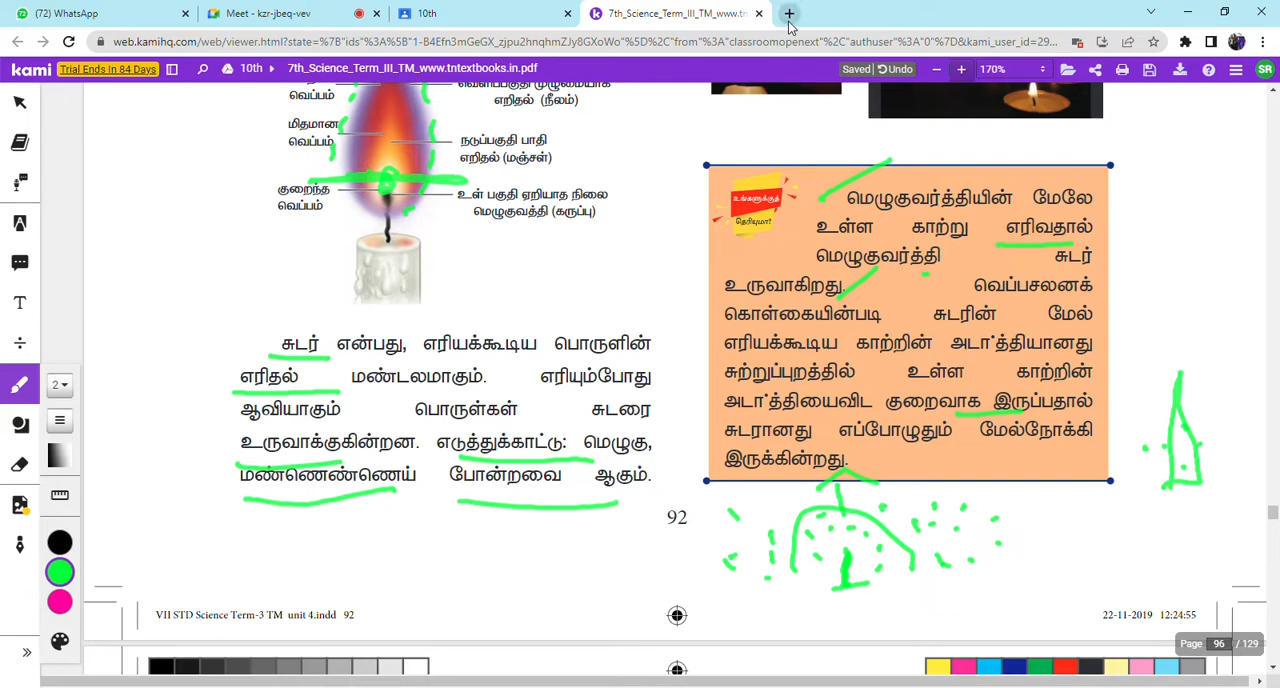 (72) WhatsApp
Meet - kzr-jbeq-vev
10th
7th_Science_Term_III_TM_www.tn
web.kamihq.com/web/viewer.html?state=%7B"ids"%3A%5B"1-B4Efn3mGeGX_zpju2hnqhmZJy8GXoWo"%5D%2C"from"%3A"classroomopenext"%2C"authuser"%3A"0"%7D&kami_user_id=29...
kami
Trial Ends In 84 Days
10th
7th_Science_Term_III_TM_www.tntextbooks.in.pdf
Saved
Undo
170%
SR
வெப்பம்
எறிதல் (நீலம்)
மிதமான
வெப்பம்
நடுப்பகுதி பாதி
எறிதல் (மஞ்சள்)
குறைந்த
வெப்பம்
உள் பகுதி ஏறியாத நிலை
மெழுகுவத்தி (கருப்பு)
சுடர் என்பது, எரியக்கூடிய பொருளின்
எரிதல் மண்டலமாகும். எரியும்போது
ஆவியாகும் பொருள்கள் சுடரை
உருவாக்குகின்றன. எடுத்துக்காட்டு: மெழுகு,
மண்ணெண்ணெய் போன்றவை ஆகும்.
உங்களுக்குத்
தெரியுமா?
மெழுகுவர்த்தியின் மேலே
உள்ள காற்று எரிவதால்
மெழுகுவர்த்தி சுடர்
உருவாகிறது. வெப்பசலனக்
கொள்கையின்படி சுடரின் மேல்
ஏரியக்கூடிய காற்றின் அடர்த்தியானது
சுற்றுப்புறத்தில் உள்ள காற்றின்
அடர்த்தியைவிட குறைவாக இருப்பதால்
சுடரானது எப்போழுதும் மேல்நோக்கி
இருக்கின்றது.
92
VII STD Science Term-3 TM unit 4.indd 92
22-11-2019 12:24:55
Page 96 / 129
2